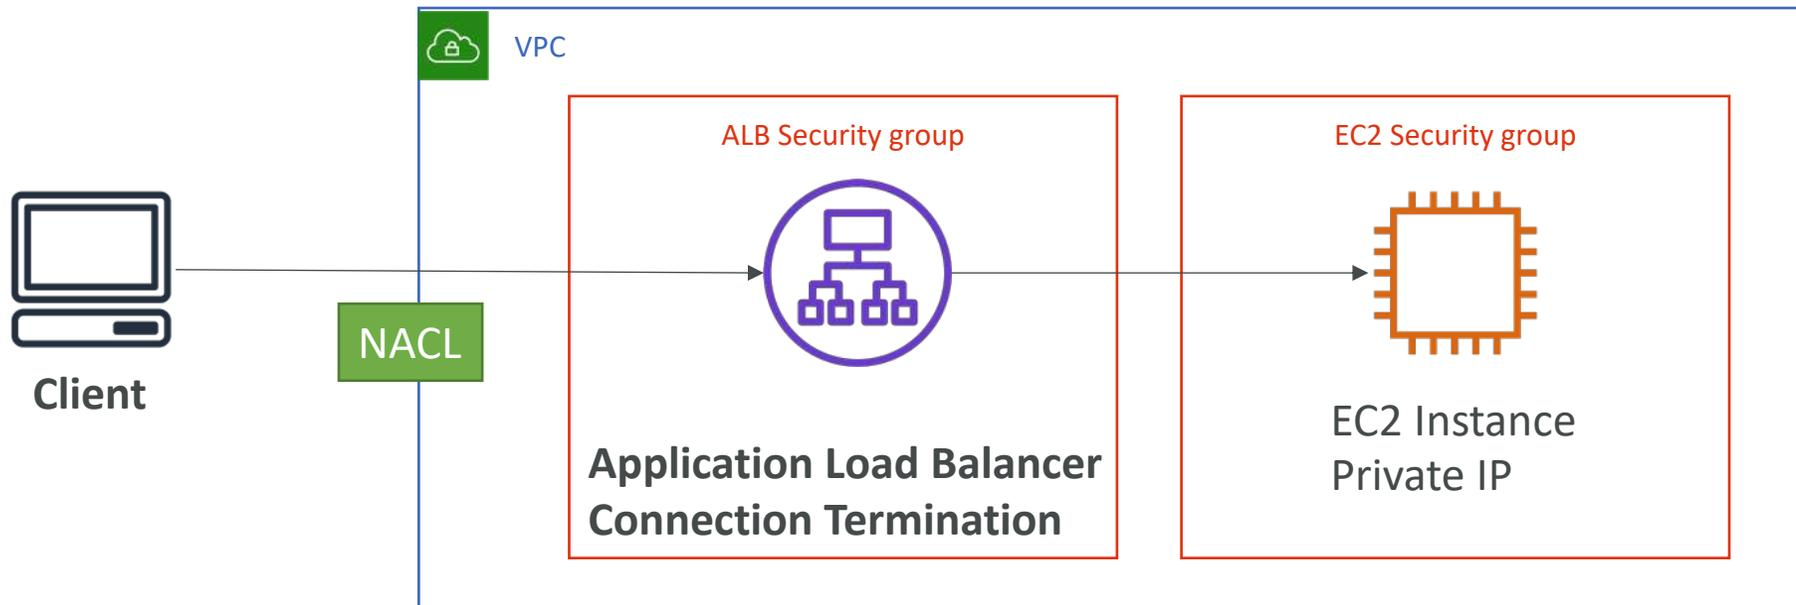 VPC
ALB Security group
EC2 Security group
NACL
Client
Application Load Balancer
Connection Termination
EC2 Instance
Private IP